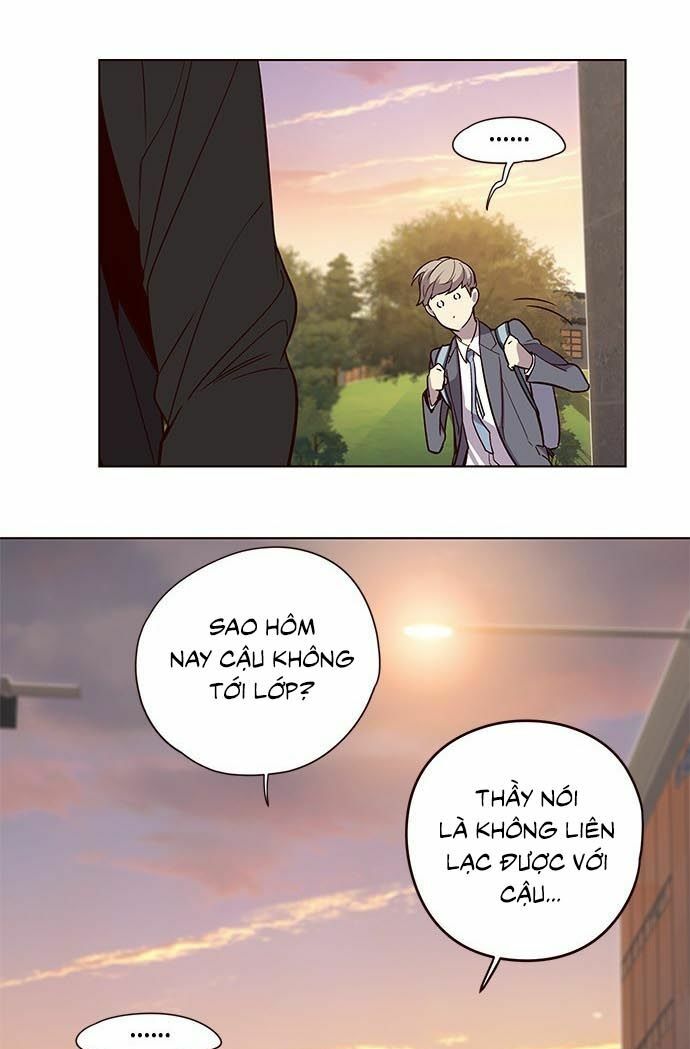 ......
SAO HÔM
NAY CẬU KHÔNG
TỚI LỚP?
THẦY NÓI
LÀ KHÔNG LIÊN
LẠC ĐƯỢC VỚI
CẬU...
......